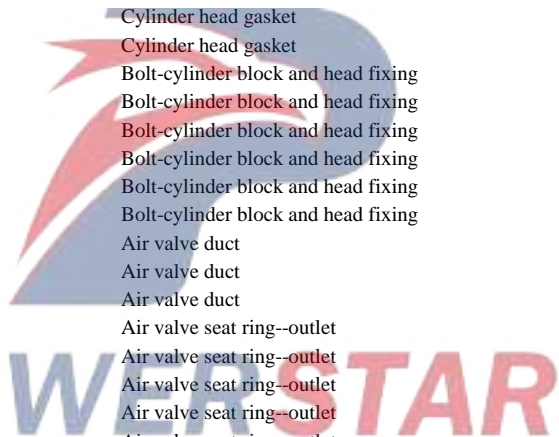 Cylinder head gasket
Cylinder head gasket
Bolt-cylinder block and head fixing
Bolt-cylinder block and head fixing
Bolt-cylinder block and head fixing
Bolt-cylinder block and head fixing
Bolt-cylinder block and head fixing
Bolt-cylinder block and head fixing
Air valve duct
Air valve duct
Air valve duct
Air valve seat ring--outlet
Air valve seat ring--outlet
Air valve seat ring--outlet
Air valve seat ring--outlet
WERSTAR